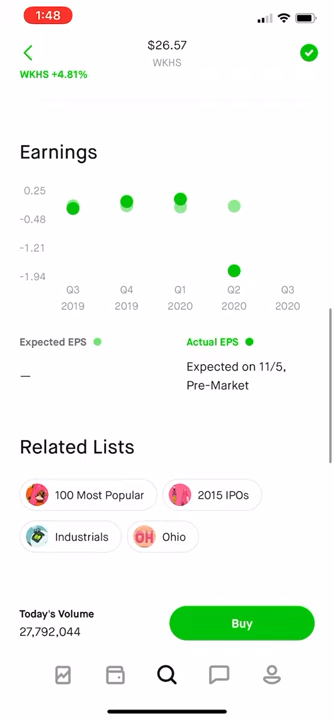 1:48
$26.57
WKHS
WKHS +4.81%
Earnings
0.25
-0.48
-1.21
-1.94
Q3 Q4 Q1 Q2 Q3
2019 2019 2020 2020 2020
Expected EPS Actual EPS
— Expected on 11/5,
Pre-Market
Related Lists
100 Most Popular 2015 IPOs
Industrials OH Ohio
Today's Volume
27,792,044
Buy